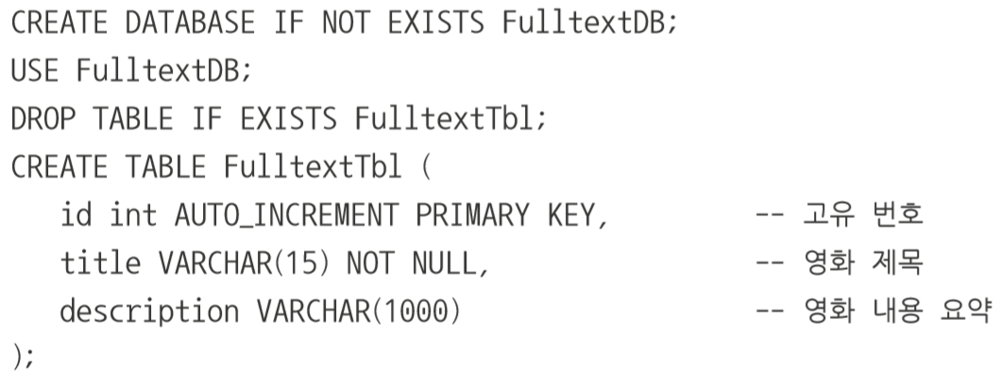 CREATE DATABASE IF NOT EXISTS FulltextDB;
USE FulltextDB;
DROP TABLE IF EXISTS FulltextTbl;
CREATE TABLE FulltextTbl (
   id int AUTO_INCREMENT PRIMARY KEY,         -- 고유 번호
   title VARCHAR(15) NOT NULL,                -- 영화 제목
   description VARCHAR(1000)                  -- 영화 내용 요약
);